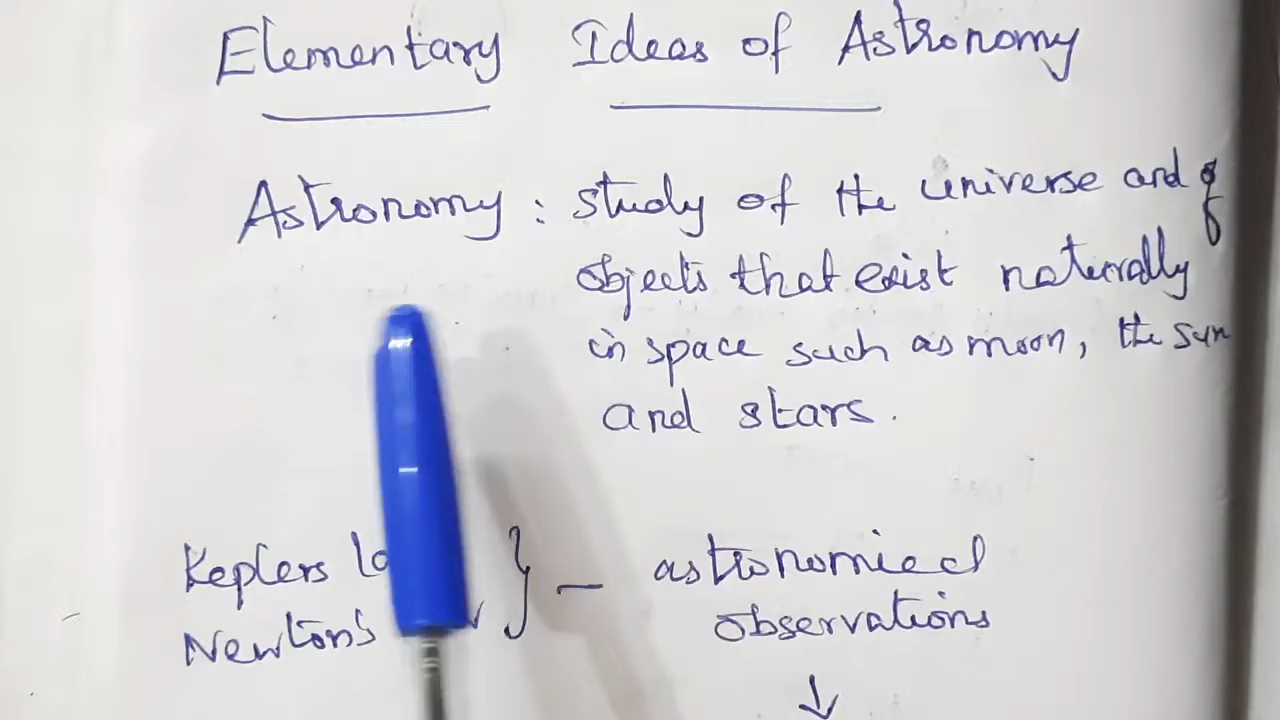 Elementary Ideas of Astronomy
Astronomy : study of the universe and of
objects that exist naturally
in space such as moon, the sun
and stars.
Keplers } — astronomical
Newton's observations
↓